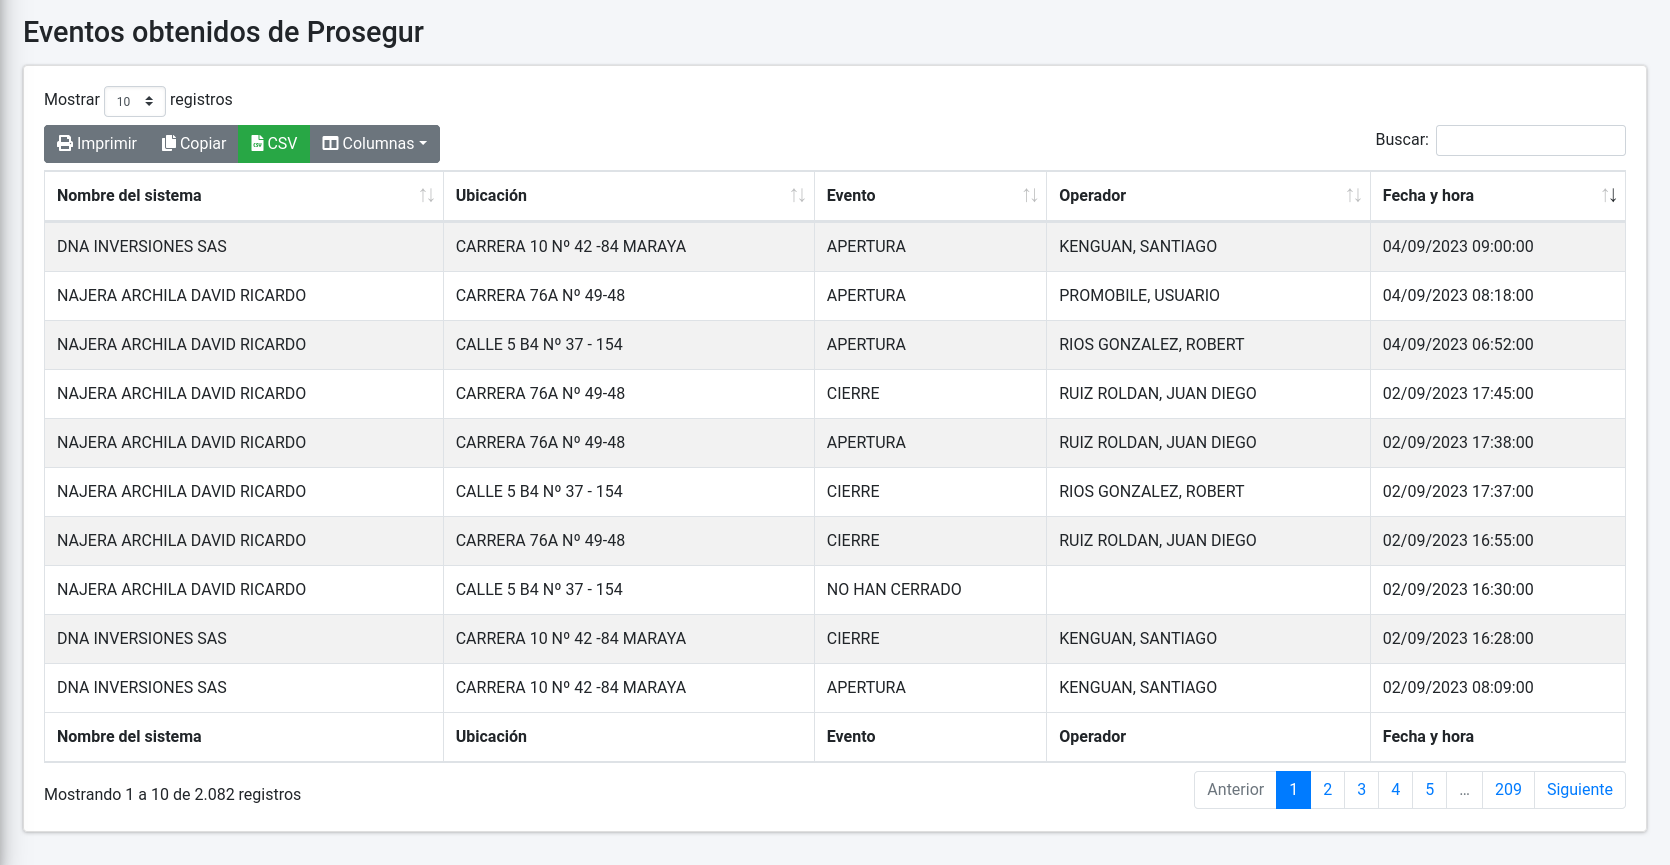 Eventos obtenidos de Prosegur
Mostrar 10 registros
Imprimir Copiar CSV Columnas
Buscar:
Nombre del sistema Ubicación Evento Operador Fecha y hora
DNA INVERSIONES SAS CARRERA 10 Nº 42 -84 MARAYA APERTURA KENGUAN, SANTIAGO 04/09/2023 09:00:00
NAJERA ARCHILA DAVID RICARDO CARRERA 76A Nº 49-48 APERTURA PROMOBILE, USUARIO 04/09/2023 08:18:00
NAJERA ARCHILA DAVID RICARDO CALLE 5 B4 Nº 37 - 154 APERTURA RIOS GONZALEZ, ROBERT 04/09/2023 06:52:00
NAJERA ARCHILA DAVID RICARDO CARRERA 76A Nº 49-48 CIERRE RUIZ ROLDAN, JUAN DIEGO 02/09/2023 17:45:00
NAJERA ARCHILA DAVID RICARDO CARRERA 76A Nº 49-48 APERTURA RUIZ ROLDAN, JUAN DIEGO 02/09/2023 17:38:00
NAJERA ARCHILA DAVID RICARDO CALLE 5 B4 Nº 37 - 154 CIERRE RIOS GONZALEZ, ROBERT 02/09/2023 17:37:00
NAJERA ARCHILA DAVID RICARDO CARRERA 76A Nº 49-48 CIERRE RUIZ ROLDAN, JUAN DIEGO 02/09/2023 16:55:00
NAJERA ARCHILA DAVID RICARDO CALLE 5 B4 Nº 37 - 154 NO HAN CERRADO 02/09/2023 16:30:00
DNA INVERSIONES SAS CARRERA 10 Nº 42 -84 MARAYA CIERRE KENGUAN, SANTIAGO 02/09/2023 16:28:00
DNA INVERSIONES SAS CARRERA 10 Nº 42 -84 MARAYA APERTURA KENGUAN, SANTIAGO 02/09/2023 08:09:00
Nombre del sistema Ubicación Evento Operador Fecha y hora
Mostrando 1 a 10 de 2.082 registros
Anterior 1 2 3 4 5 … 209 Siguiente